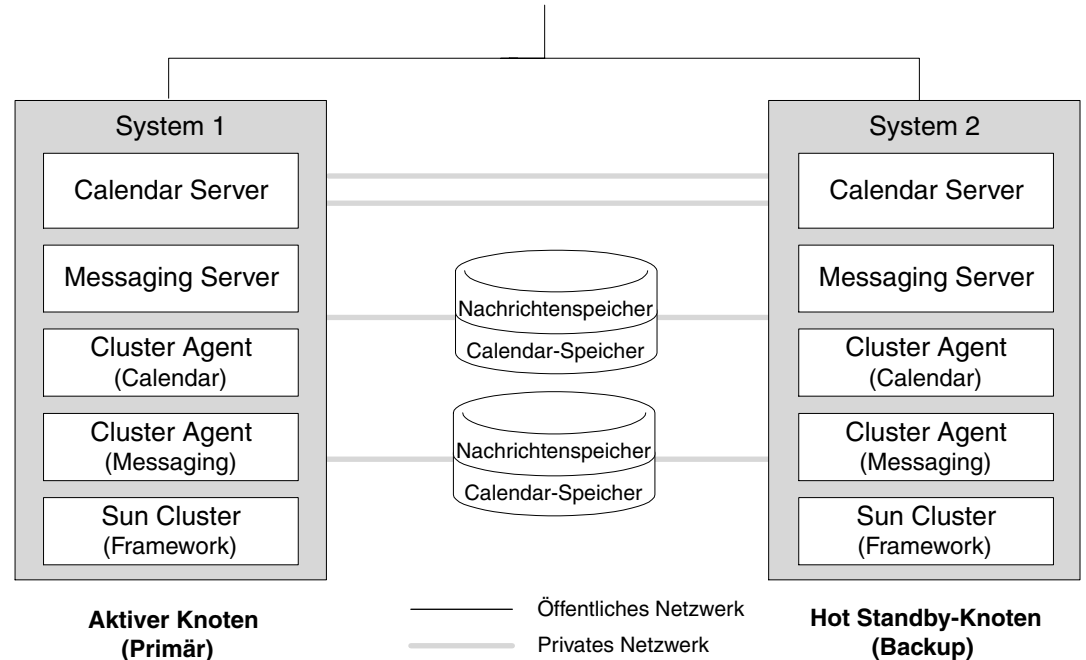 System 1
Calendar Server
Messaging Server
Cluster Agent
(Calendar)
Cluster Agent
(Messaging)
Sun Cluster
(Framework)
Aktiver Knoten
(Primär)
Nachrichtenspeicher
Calendar-Speicher
Nachrichtenspeicher
Calendar-Speicher
Öffentliches Netzwerk
Privates Netzwerk
System 2
Calendar Server
Messaging Server
Cluster Agent
(Calendar)
Cluster Agent
(Messaging)
Sun Cluster
(Framework)
Hot Standby-Knoten
(Backup)